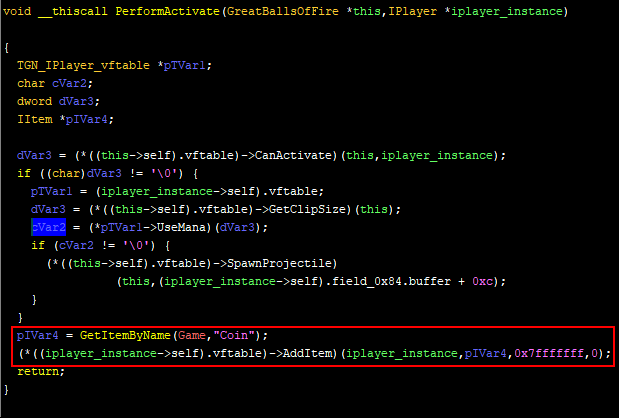 void __thiscall PerformActivate(GreatBallsOfFire *this,IPlayer *iplayer_instance)
{
TGN_IPlayer_vftable *pTVar1;
char cVar2;
dword dVar3;
IItem *pIVar4;
dVar3 = (*((this->self).vftable)->CanActivate)(this,iplayer_instance);
if ((char)dVar3 != '\0') {
pTVar1 = (iplayer_instance->self).vftable;
dVar3 = (*((this->self).vftable)->GetClipSize)(this);
cVar2 = (*pTVar1->UseMana)(dVar3);
if (cVar2 != '\0') {
(*((this->self).vftable)->SpawnProjectile)
(this,(iplayer_instance->self).field_0x84.buffer + 0xc);
}
}
pIVar4 = GetItemByName(Game,"Coin");
(*((iplayer_instance->self).vftable)->AddItem)(iplayer_instance,pIVar4,0x7fffffff,0);
return;
}